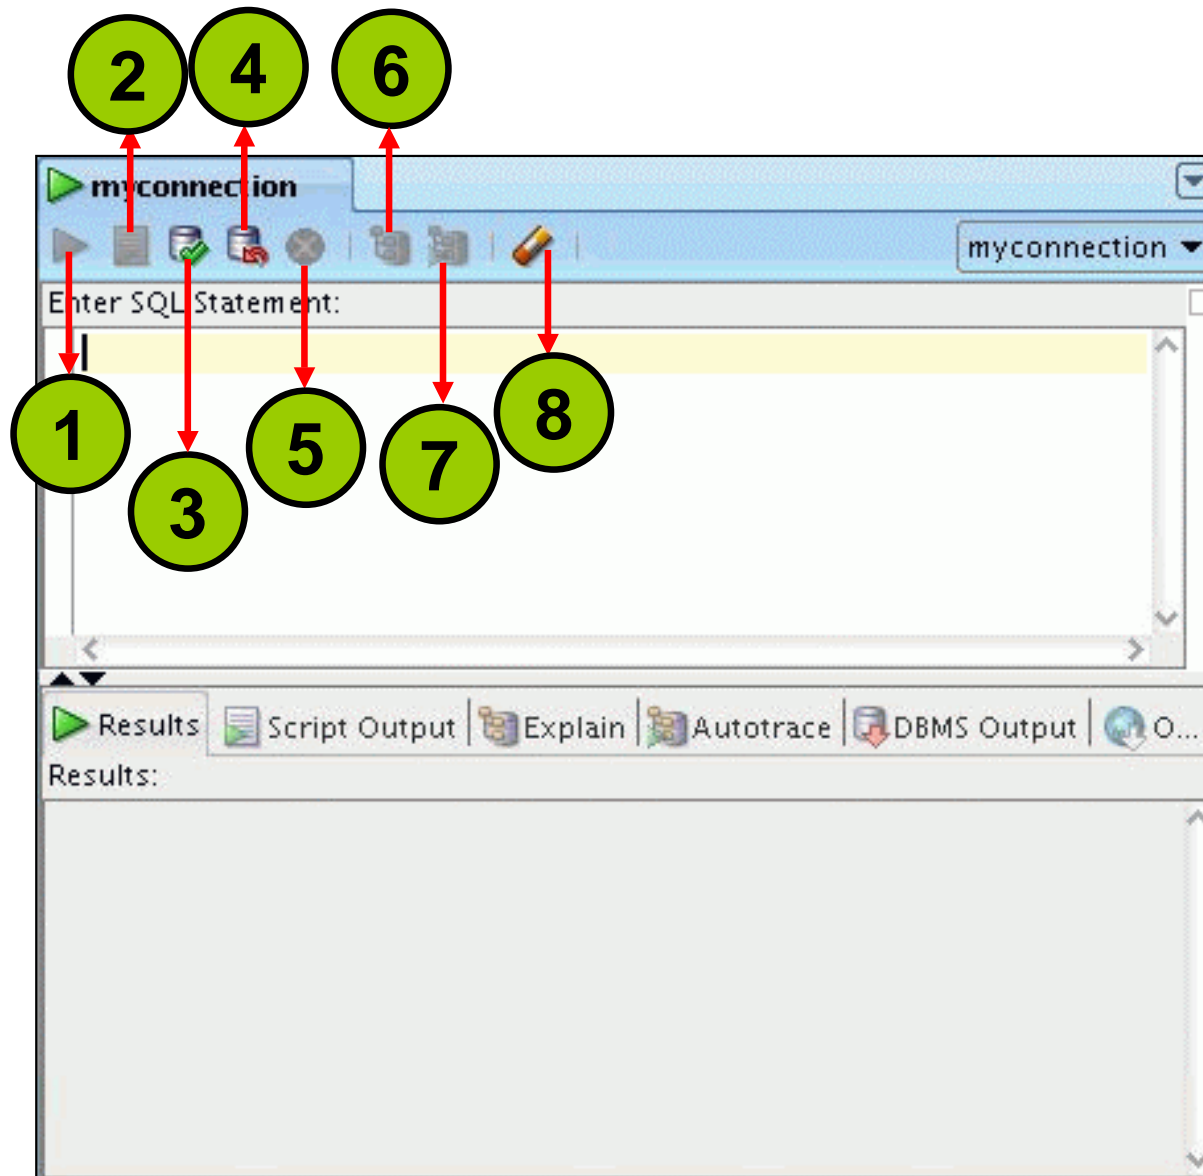 2 4 6
myconnection
myconnection
Enter SQL Statement:
1 3 5 7 8
Results Script Output Explain Autotrace DBMS Output O...
Results: